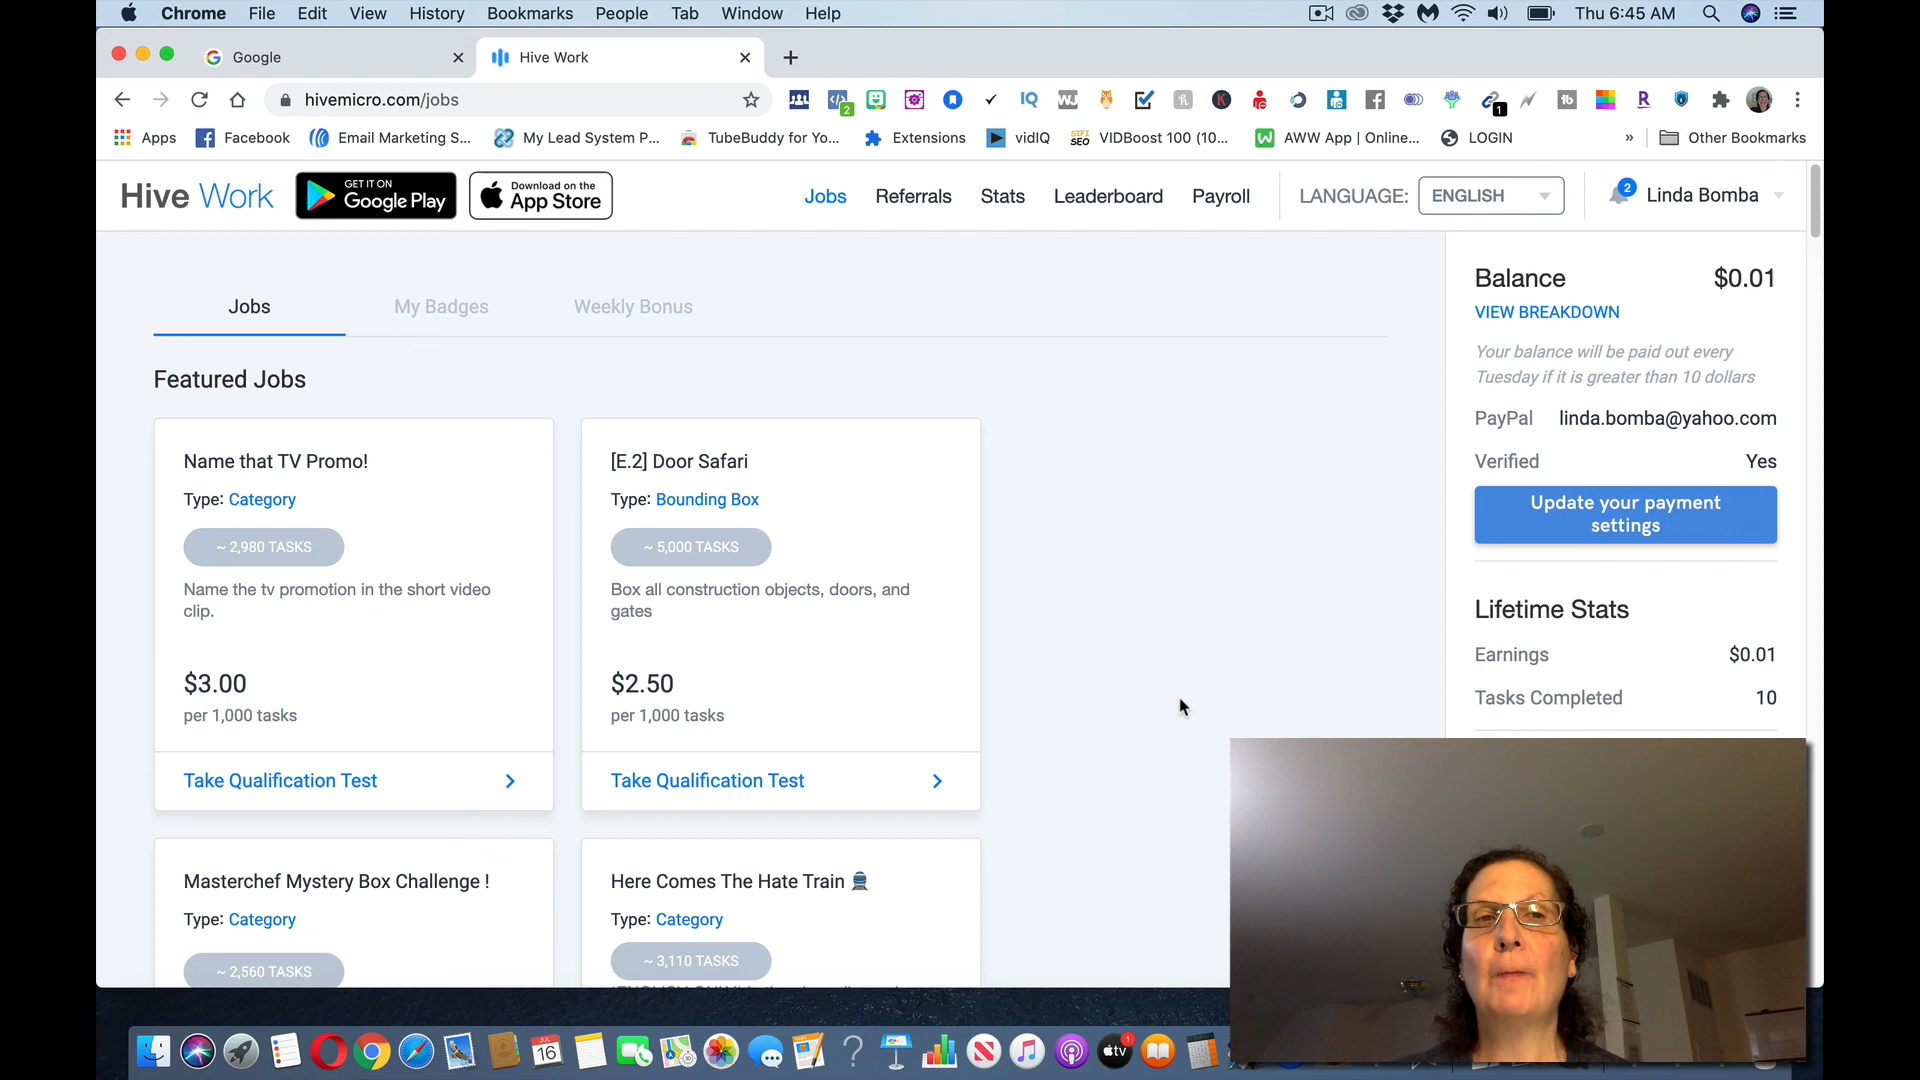 Chrome File Edit View History Bookmarks People Tab Window Help Thu 6:45 AM
Google Hive Work
hivemicro.com/jobs
Apps Facebook Email Marketing S... My Lead System P... TubeBuddy for Yo... Extensions vidIQ VIDBoost 100 (10... AWW App | Online... LOGIN » Other Bookmarks
Hive Work GET IT ON Google Play Download on the App Store Jobs Referrals Stats Leaderboard Payroll LANGUAGE: ENGLISH 2 Linda Bomba
Jobs My Badges Weekly Bonus
Featured Jobs
Name that TV Promo!
Type: Category
~ 2,980 TASKS
Name the tv promotion in the short video
clip.
$3.00
per 1,000 tasks
Take Qualification Test
[E.2] Door Safari
Type: Bounding Box
~ 5,000 TASKS
Box all construction objects, doors, and
gates
$2.50
per 1,000 tasks
Take Qualification Test
Masterchef Mystery Box Challenge !
Type: Category
~ 2,560 TASKS
Here Comes The Hate Train
Type: Category
~ 3,110 TASKS
Balance $0.01
VIEW BREAKDOWN
Your balance will be paid out every
Tuesday if it is greater than 10 dollars
PayPal linda.bomba@yahoo.com
Verified Yes
Update your payment
settings
Lifetime Stats
Earnings $0.01
Tasks Completed 10
JUL
16
tv